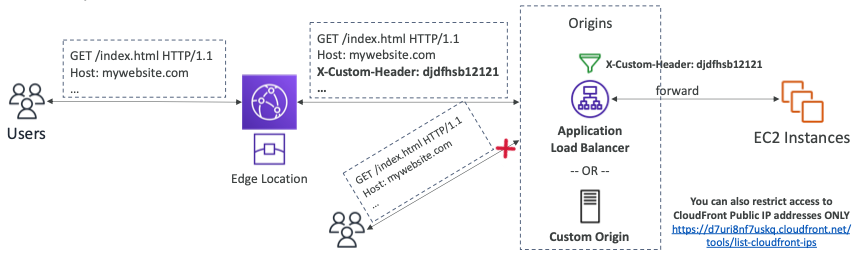 GET /index.html HTTP/1.1
Host: mywebsite.com
...
Users
Edge Location
GET /index.html HTTP/1.1
Host: mywebsite.com
X-Custom-Header: djdfhsb12121
...
GET /index.html HTTP/1.1
Host: mywebsite.com
...
Origins
X-Custom-Header: djdfhsb12121
Application
Load Balancer
-- OR --
Custom Origin
forward
EC2 Instances
You can also restrict access to
CloudFront Public IP addresses ONLY
https://d7uri8nf7uskq.cloudfront.net/
tools/list-cloudfront-ips